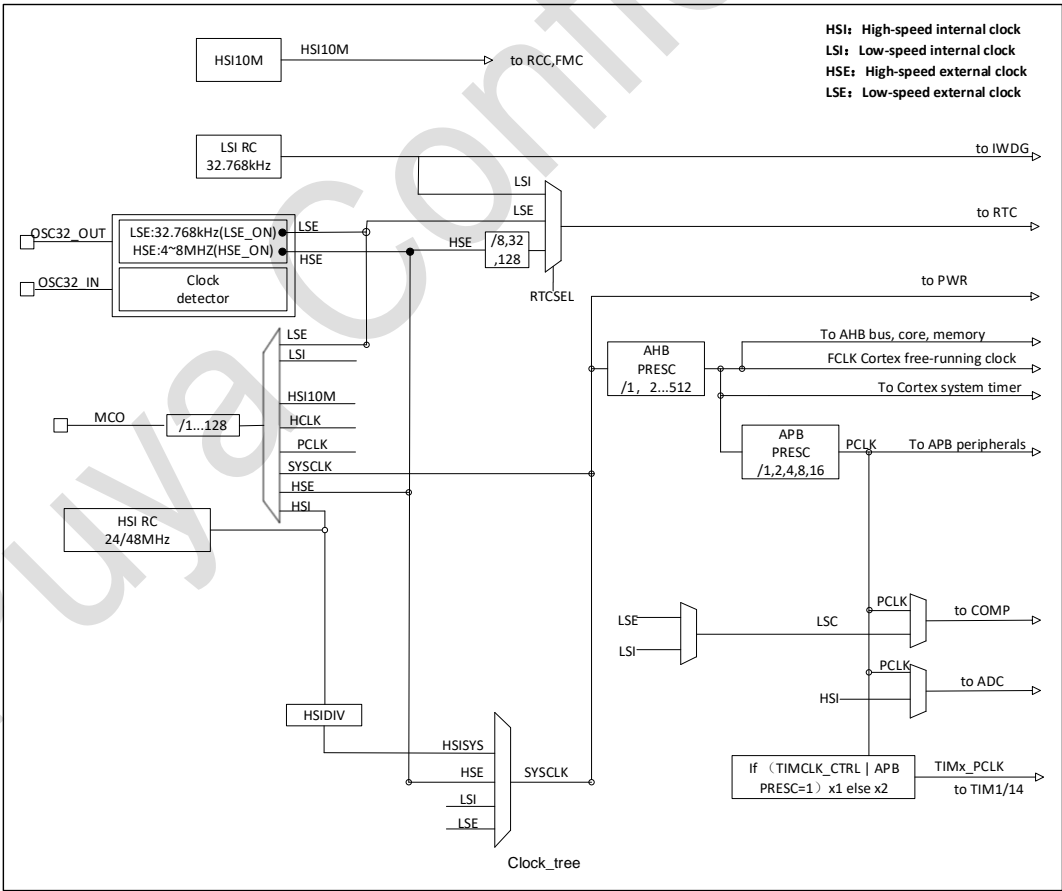 HSI： High-speed internal clock
LSI： Low-speed internal clock
HSE： High-speed external clock
LSE： Low-speed external clock
HSI10M
HSI10M
to RCC,FMC
LSI RC
32.768kHz
to IWDG
LSI
LSE
to RTC
OSC32_OUT
LSE:32.768kHz(LSE_ON)
HSE:4~8MHZ(HSE_ON)
LSE
HSE
HSE
/8,32
,128
OSC32_IN
Clock
detector
RTCSEL
to PWR
LSE
LSI
HSI10M
HCLK
PCLK
SYSCLK
HSE
HSI
MCO
/1...128
AHB
PRESC
/1，2...512
To AHB bus, core, memory
FCLK Cortex free-running clock
To Cortex system timer
APB
PRESC
/1,2,4,8,16
PCLK
To APB peripherals
HSI RC
24/48MHz
LSE
LSI
LSC
PCLK
to COMP
PCLK
HSI
to ADC
HSIDIV
HSISYS
HSE
LSI
LSE
SYSCLK
If （TIMCLK_CTRL | APB
PRESC=1）x1 else x2
TIMx_PCLK
to TIM1/14
Clock_tree
uya Confi